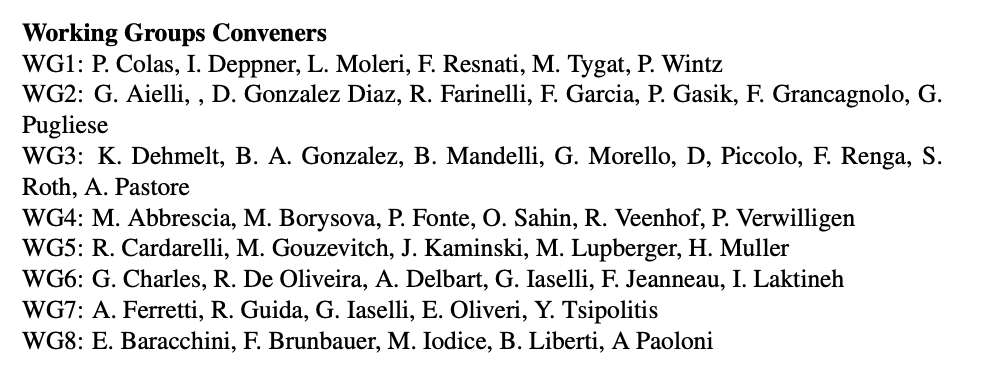 Working Groups Conveners
WG1: P. Colas, I. Deppner, L. Moleri, F. Resnati, M. Tygat, P. Wintz
WG2: G. Aielli, , D. Gonzalez Diaz, R. Farinelli, F. Garcia, P. Gasik, F. Grancagnolo, G.
Pugliese
WG3: K. Dehmelt, B. A. Gonzalez, B. Mandelli, G. Morello, D, Piccolo, F. Renga, S.
Roth, A. Pastore
WG4: M. Abbrescia, M. Borysova, P. Fonte, O. Sahin, R. Veenhof, P. Verwilligen
WG5: R. Cardarelli, M. Gouzevitch, J. Kaminski, M. Lupberger, H. Muller
WG6: G. Charles, R. De Oliveira, A. Delbart, G. Iaselli, F. Jeanneau, I. Laktineh
WG7: A. Ferretti, R. Guida, G. Iaselli, E. Oliveri, Y. Tsipolitis
WG8: E. Baracchini, F. Brunbauer, M. Iodice, B. Liberti, A Paoloni